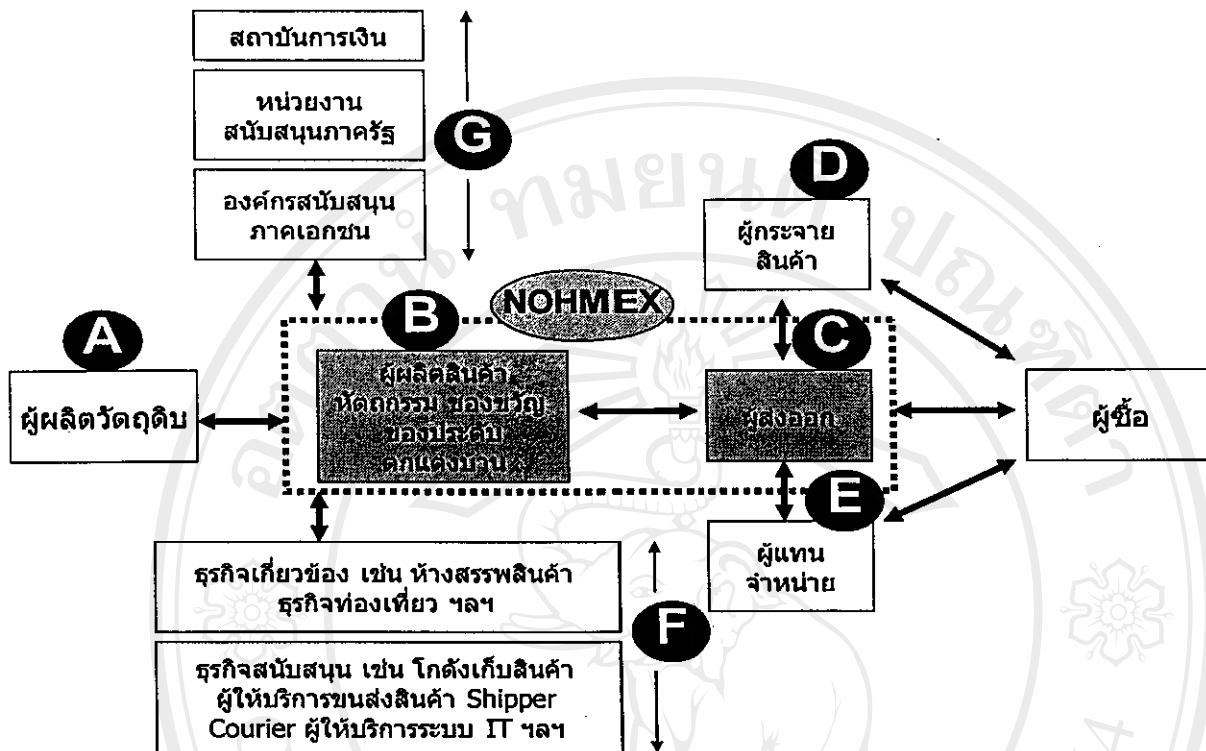 สถาบันการเงิน
หน่วยงาน
สนับสนุนภาครัฐ
G
องค์กรสนับสนุน
ภาคเอกชน
D
ผู้กระจาย
สินค้า
NOHMEX
A
ผู้ผลิตวัตถุดิบ
B
ผู้ผลิตสินค้า
หัตถกรรม ของขวัญ
ของประดับ
ตกแต่งบ้าน
C
ผู้ส่งออก
ผู้ซื้อ
E
ผู้แทน
จำหน่าย
ธุรกิจเกี่ยวข้อง เช่น ห้างสรรพสินค้า
ธุรกิจท่องเที่ยว ฯลฯ
F
ธุรกิจสนับสนุน เช่น โกดังเก็บสินค้า
ผู้ให้บริการขนส่งสินค้า Shipper
Courier ผู้ให้บริการระบบ IT ฯลฯ